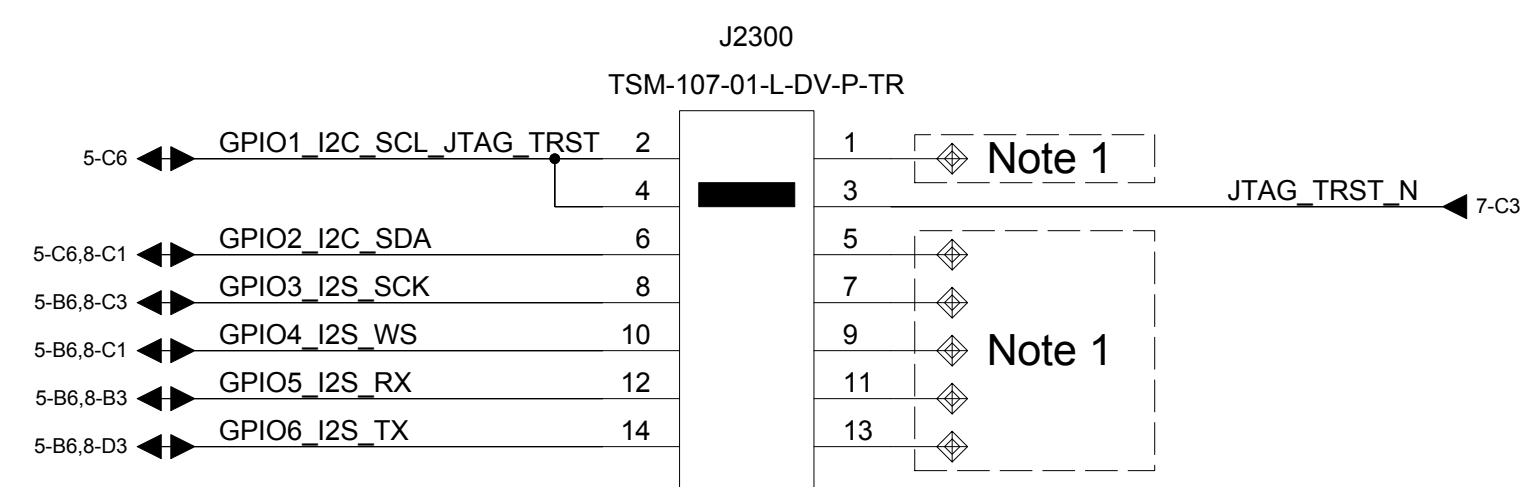 J2300
TSM-107-01-L-DV-P-TR
5-C6 GPIO1_I2C_SCL_JTAG_TRST 2 1 Note 1
4 3 JTAG_TRST_N 7-C3
5-C6,8-C1 GPIO2_I2C_SDA 6 5
5-B6,8-C3 GPIO3_I2S_SCK 8 7
5-B6,8-C1 GPIO4_I2S_WS 10 9 Note 1
5-B6,8-B3 GPIO5_I2S_RX 12 11
5-B6,8-D3 GPIO6_I2S_TX 14 13